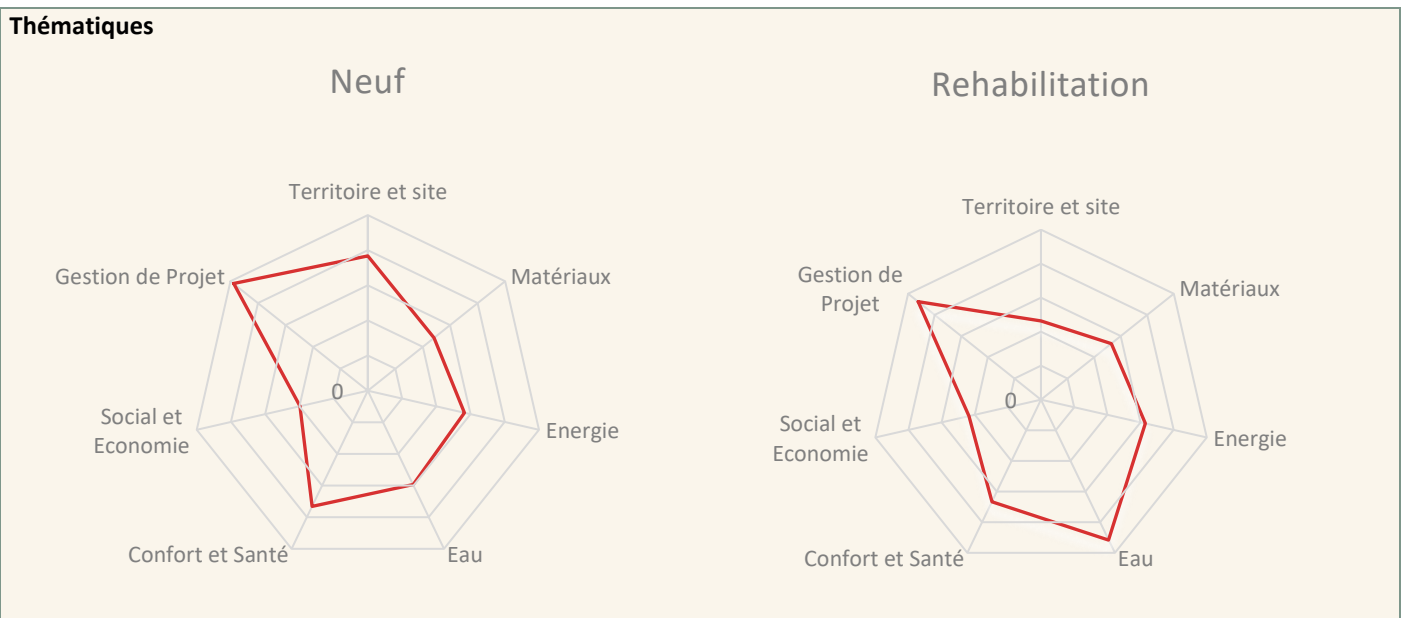 Thématiques
Neuf
Territoire et site
Gestion de Projet
Matériaux
0
Social et
Economie
Energie
Confort et Santé
Eau
Rehabilitation
Territoire et site
Gestion de
Projet
Matériaux
0
Social et
Economie
Energie
Confort et Santé
Eau